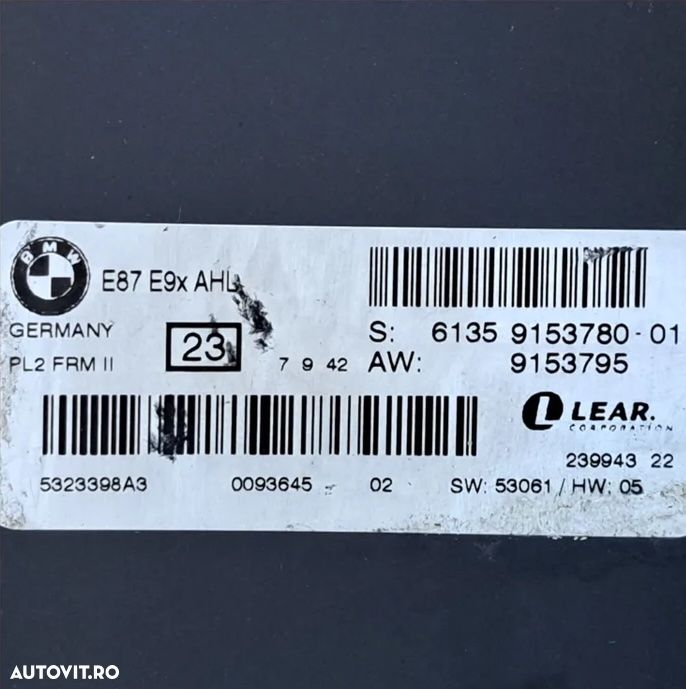 BMW
E87 E9x AHL
GERMANY
PL2 FRM II
23
7 9 42
S: 6135 9153780-01
AW: 9153795
LEAR.
CORPORATION
239943 22
5323398A3 0093645 02 SW: 53061 / HW: 05
AUTOVIT.RO